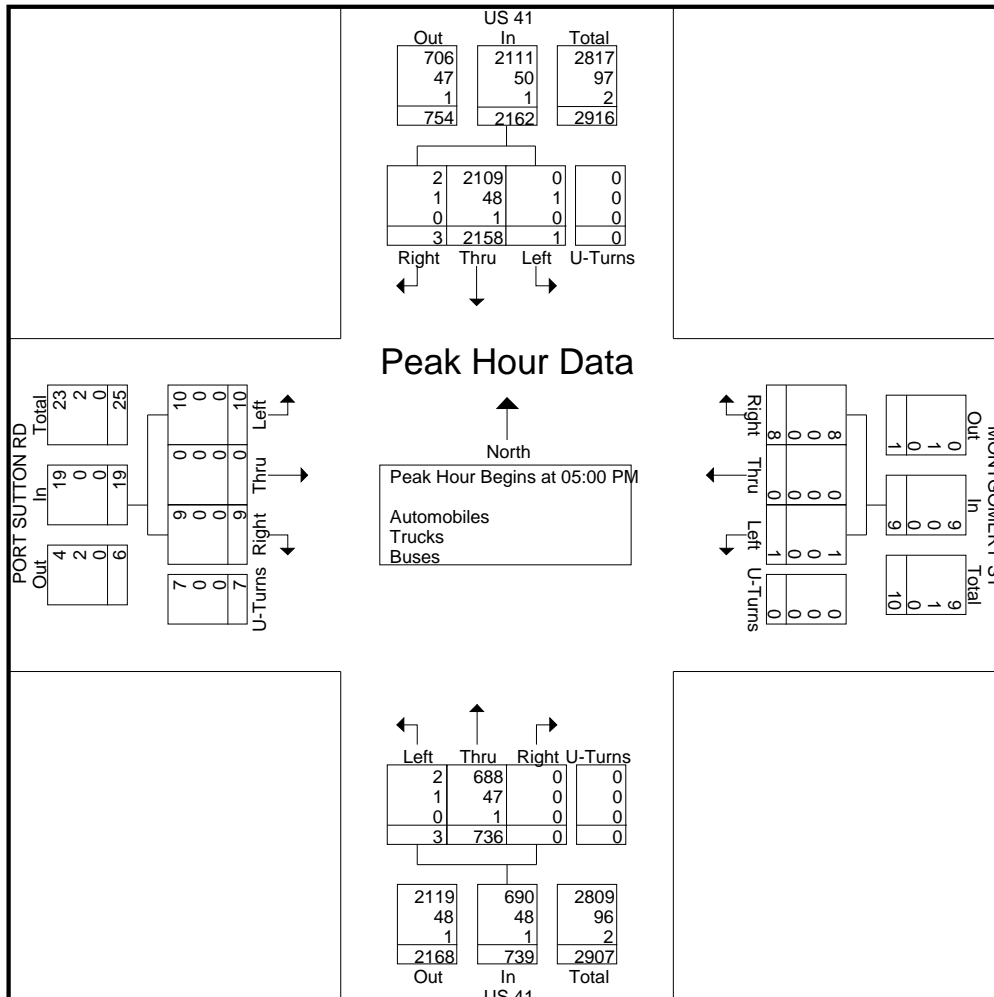 US 41
Out In Total
706 2111 2817
47 50 97
1 1 2
754 2162 2916
2 2109 0 0
1 48 1 0
0 1 0 0
3 2158 1 0
Right Thru Left U-Turns
Peak Hour Data
North
Peak Hour Begins at 05:00 PM
Automobiles
Trucks
Buses
PORT SUTTON RD
Out In Total
4 19 23
2 0 2
0 0 0
6 19 25
Left
10 0 0 10
Thru
0 0 0 0
Right
9 0 0 9
U-Turns
7 0 0 7
Right
8 0 0 8
Thru
0 0 0 0
Left
1 0 0 1
U-Turns
0 0 0 0
MONTGOMERY ST
Out In Total
0 9 9
1 0 1
0 0 0
1 9 10
Left Thru Right U-Turns
2 688 0 0
1 47 0 0
0 1 0 0
3 736 0 0
2119 690 2809
48 48 96
1 1 2
2168 739 2907
Out In Total
US 41